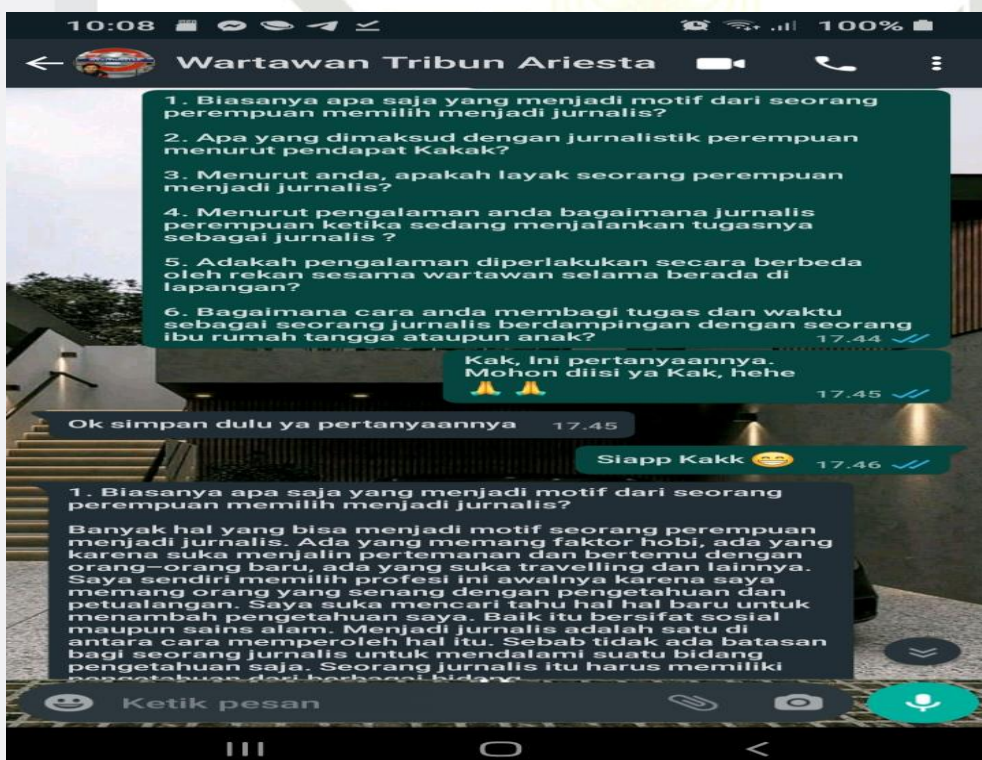 10:08
100%
Wartawan Tribun Ariesta
1. Biasanya apa saja yang menjadi motif dari seorang
perempuan memilih menjadi jurnalis?
2. Apa yang dimaksud dengan jurnalistik perempuan
menurut pendapat Kakak?
3. Menurut anda, apakah layak seorang perempuan
menjadi jurnalis?
4. Menurut pengalaman anda bagaimana jurnalis
perempuan ketika sedang menjalankan tugasnya
sebagai jurnalis ?
5. Adakah pengalaman diperlakukan secara berbeda
oleh rekan sesama wartawan selama berada di
lapangan?
6. Bagaimana cara anda membagi tugas dan waktu
sebagai seorang jurnalis berdampingan dengan seorang
ibu rumah tangga ataupun anak?
17.44
Kak, Ini pertanyaannya.
Mohon diisi ya Kak, hehe
🙏 🙏
17.45
Ok simpan dulu ya pertanyaannya 17.45
Siapp Kakk 😁 17.46
1. Biasanya apa saja yang menjadi motif dari seorang
perempuan memilih menjadi jurnalis?
Banyak hal yang bisa menjadi motif seorang perempuan
menjadi jurnalis. Ada yang memang faktor hobi, ada yang
karena suka menjalin pertemanan dan bertemu dengan
orang-orang baru, ada yang suka travelling dan lainnya.
Saya sendiri memilih profesi ini awalnya karena saya
memang orang yang senang dengan pengetahuan dan
petualangan. Saya suka mencari tahu hal hal baru untuk
menambah pengetahuan saya. Baik itu bersifat sosial
maupun sains alam. Menjadi jurnalis adalah satu di
antara cara memperoleh hal itu. Sebab tidak ada batasan
bagi seorang jurnalis untuk mendalami suatu bidang
pengetahuan saja. Seorang jurnalis itu harus memiliki
pengetahuan dari berbagai bidang
Ketik pesan